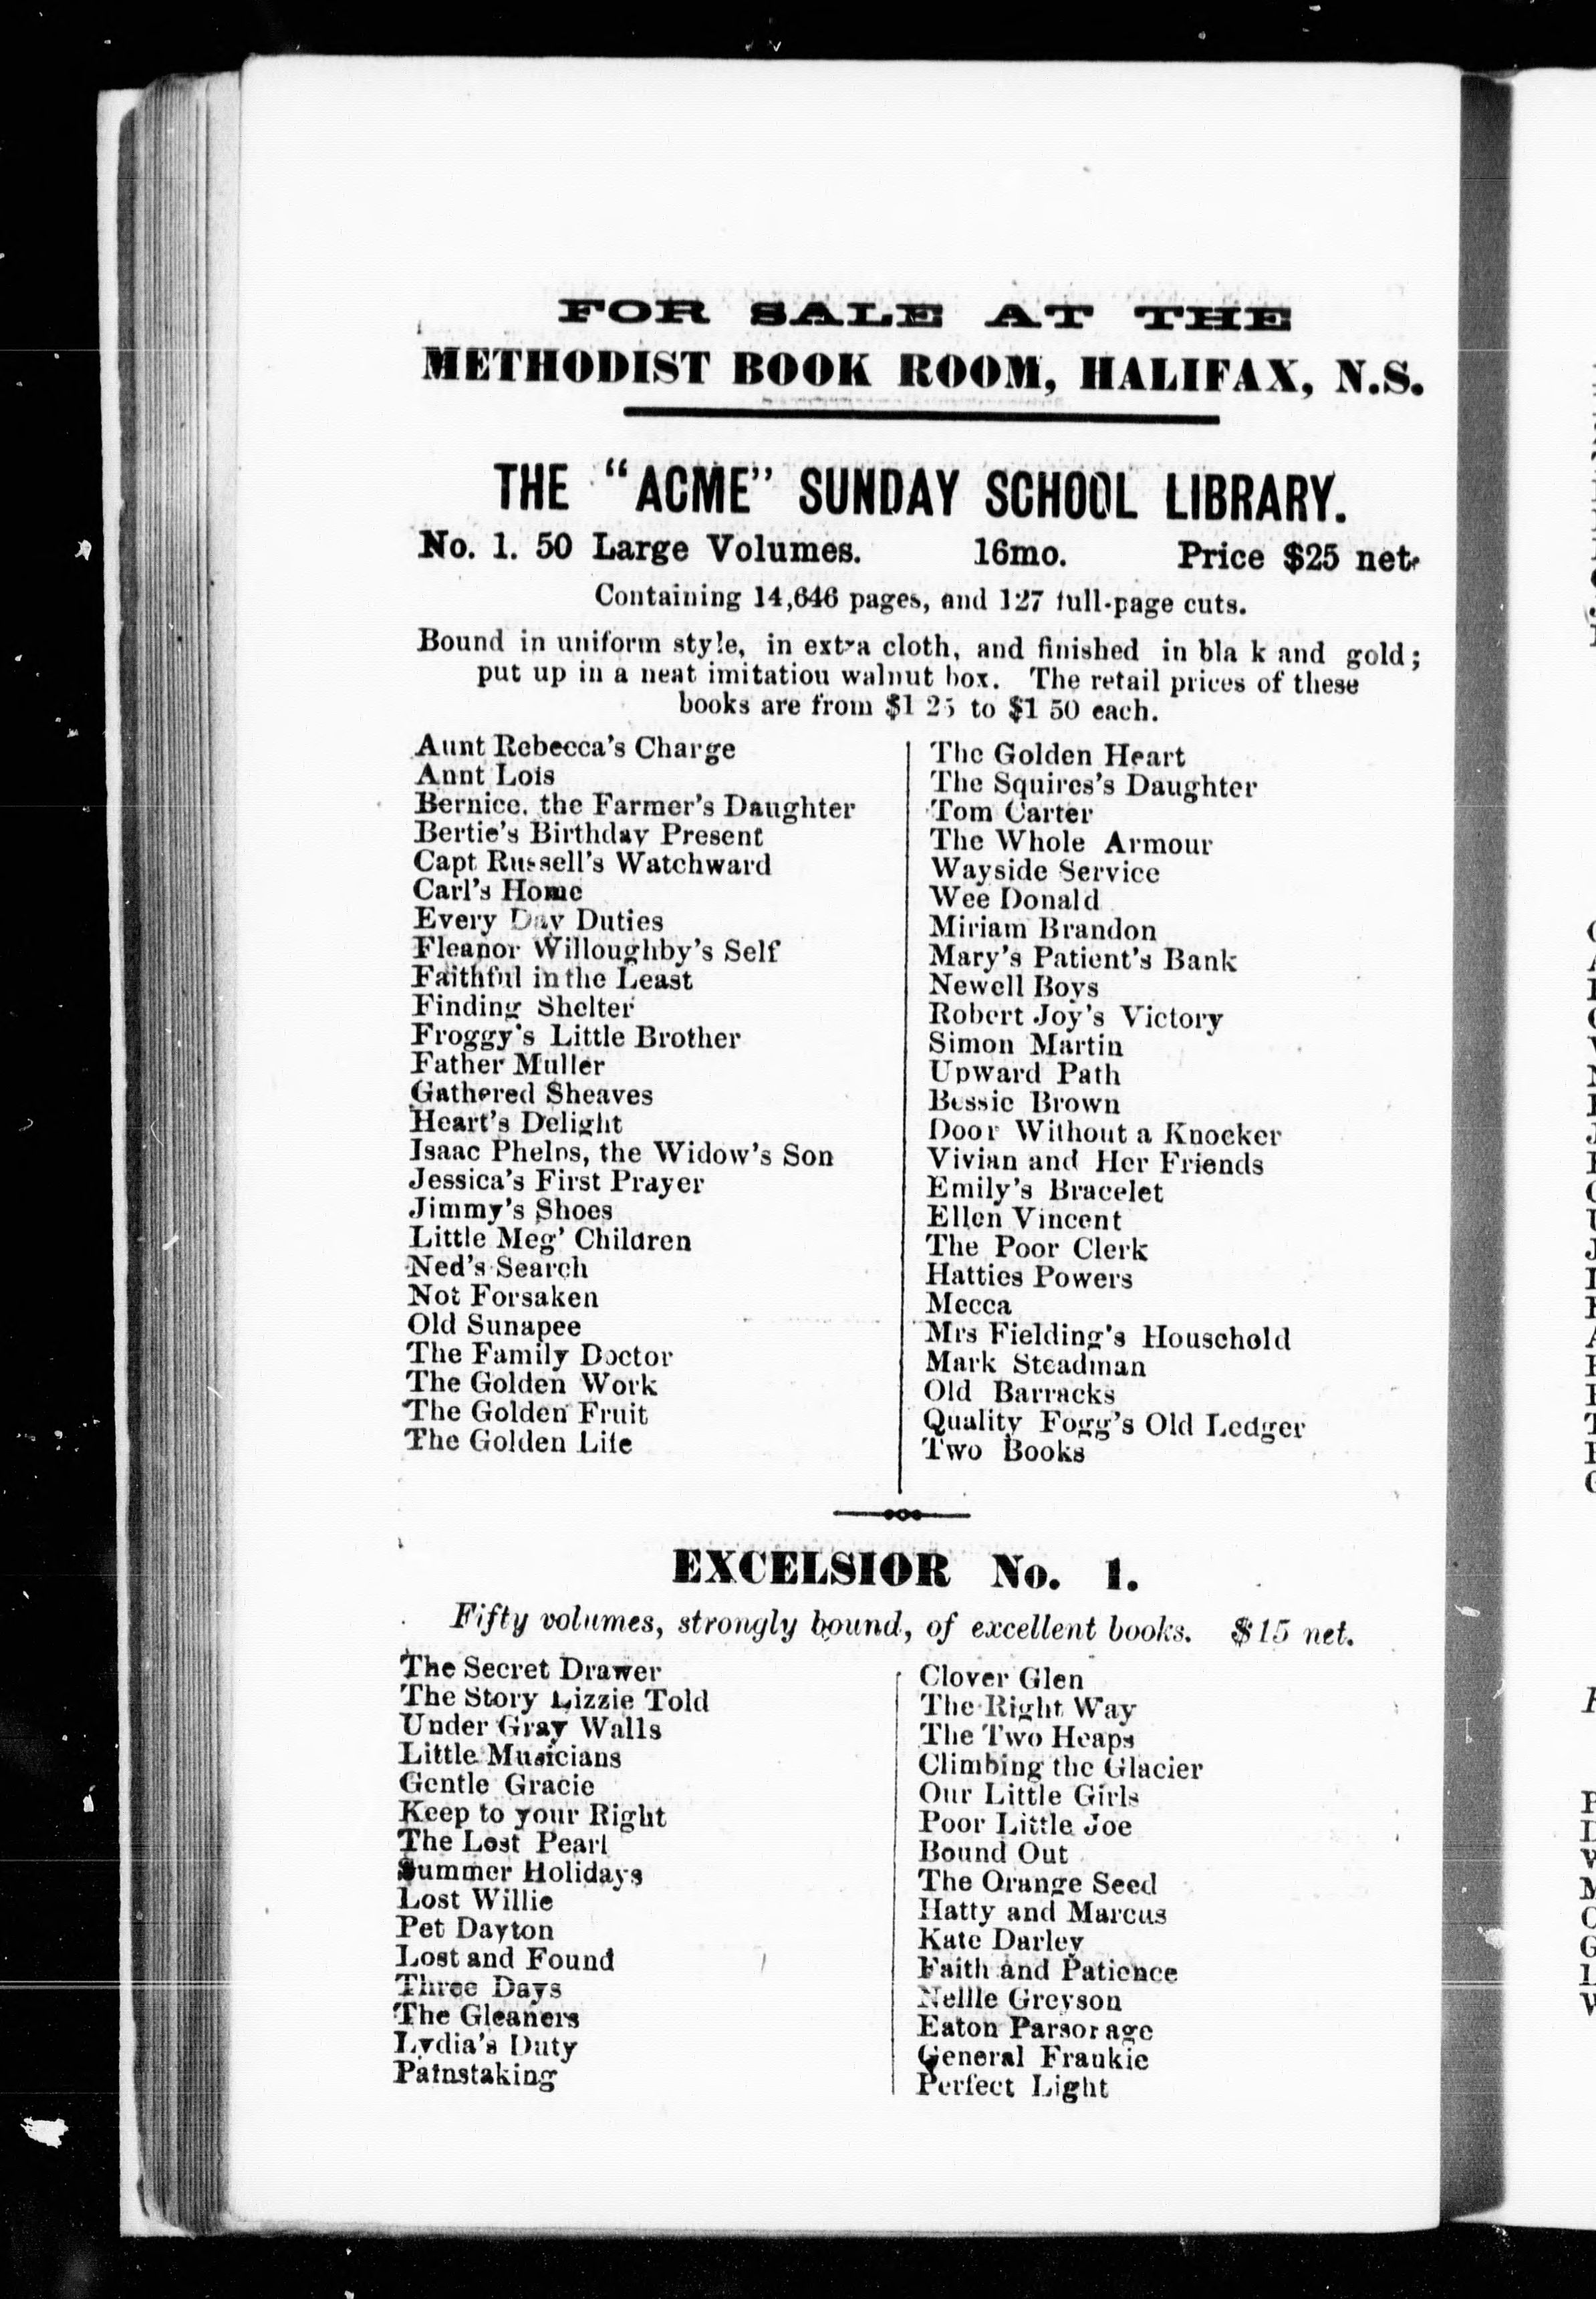 FOR SALE AT THE
METHODIST BOOK ROOM, HALIFAX, N.S.
THE "ACME" SUNDAY SCHOOL LIBRARY.
No. 1. 50 Large Volumes. 16mo. Price $25 net.
Containing 14,646 pages, and 127 full-page cuts.
Bound in uniform style, in extra cloth, and finished in bla k and gold;
put up in a neat imitation walnut box. The retail prices of these
books are from $1 25 to $1 50 each.
Aunt Rebecca's Charge
Aunt Lois
Bernice, the Farmer's Daughter
Bertie's Birthday Present
Capt Russell's Watchward
Carl's Home
Every Day Duties
Fleanor Willoughby's Self
Faithful in the Least
Finding Shelter
Froggy's Little Brother
Father Muller
Gathered Sheaves
Heart's Delight
Isaac Phelps, the Widow's Son
Jessica's First Prayer
Jimmy's Shoes
Little Meg' Children
Ned's Search
Not Forsaken
Old Sunapee
The Family Doctor
The Golden Work
The Golden Fruit
The Golden Life
The Golden Heart
The Squires's Daughter
Tom Carter
The Whole Armour
Wayside Service
Wee Donald
Miriam Brandon
Mary's Patient's Bank
Newell Boys
Robert Joy's Victory
Simon Martin
Upward Path
Bessie Brown
Door Without a Knocker
Vivian and Her Friends
Emily's Bracelet
Ellen Vincent
The Poor Clerk
Hatties Powers
Mecca
Mrs Fielding's Household
Mark Steadman
Old Barracks
Quality Fogg's Old Ledger
Two Books
EXCELSIOR No. 1.
Fifty volumes, strongly bound, of excellent books. $15 net.
The Secret Drawer
The Story Lizzie Told
Under Gray Walls
Little Musicians
Gentle Gracie
Keep to your Right
The Lost Pearl
Summer Holidays
Lost Willie
Pet Dayton
Lost and Found
Three Days
The Gleaners
Lydia's Duty
Painstaking
Clover Glen
The Right Way
The Two Heaps
Climbing the Glacier
Our Little Girls
Poor Little Joe
Bound Out
The Orange Seed
Hatty and Marcus
Kate Darley
Faith and Patience
Nellie Greyson
Eaton Parsorage
General Frankie
Perfect Light